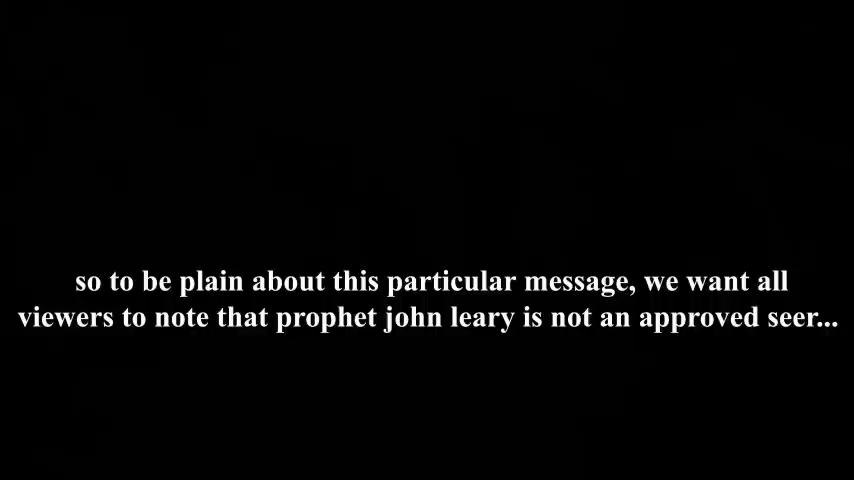 so to be plain about this particular message, we want all
viewers to note that prophet john leary is not an approved seer...